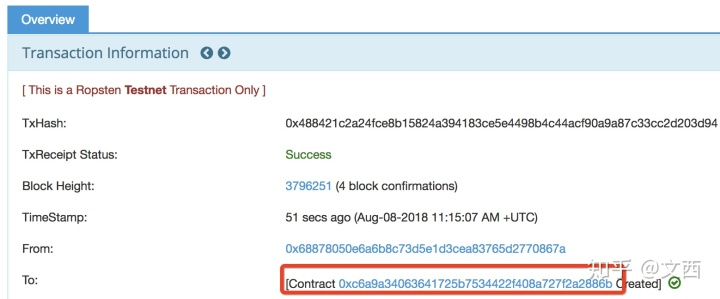 Overview
Transaction Information
[ This is a Ropsten Testnet Transaction Only ]
TxHash: 0x488421c2a24fce8b15824a394183ce5e4498b4c44acf90a9a87c33cc2d203d94
TxReceipt Status: Success
Block Height: 3796251 (4 block confirmations)
TimeStamp: 51 secs ago (Aug-08-2018 11:15:07 AM +UTC)
From: 0x68878050e6a6b8c73d5e1d3cea83765d2770867a
To: [Contract 0xc6a9a34063641725b7534422f408a727f2a2886b Created]
知乎 @文西